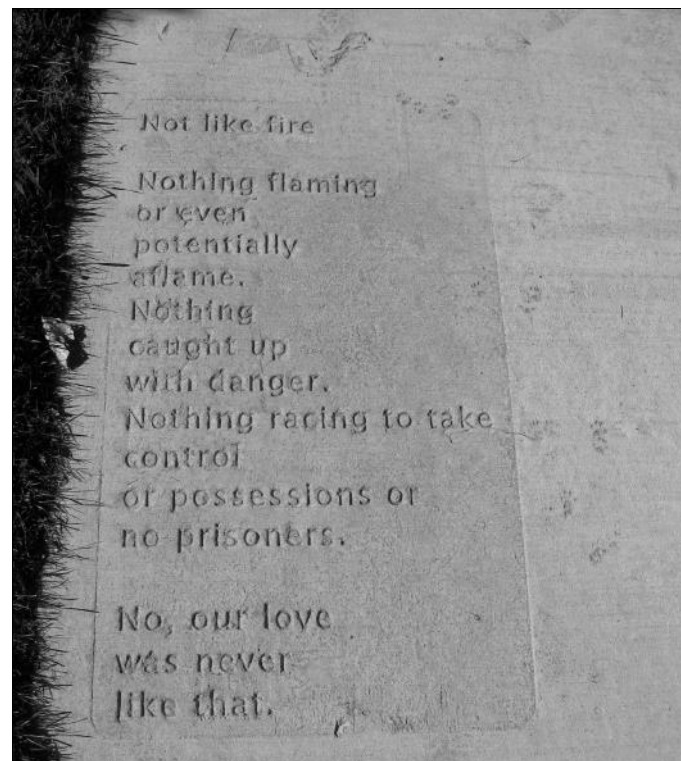 Not like fire
Nothing flaming
or even
potentially
aflame.
Nothing
caught up
with danger.
Nothing racing to take
control
or possessions or
no prisoners.
No, our love
was never
like that.